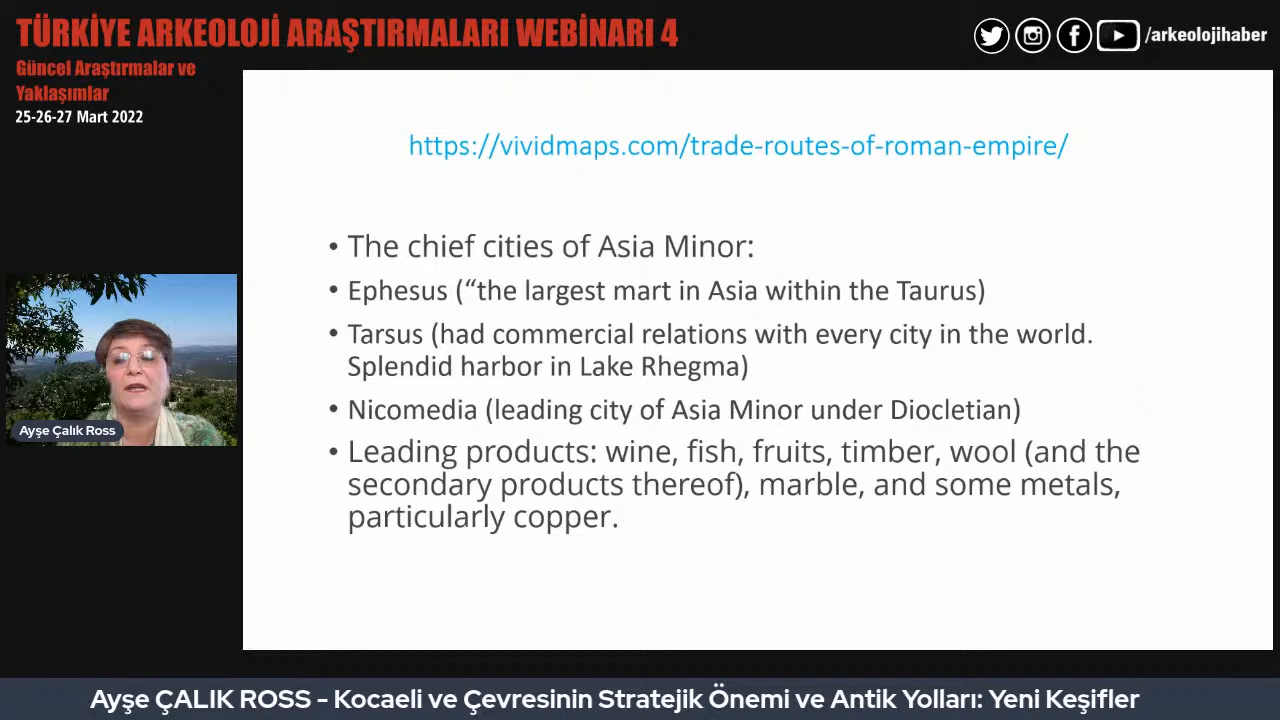 TÜRKİYE ARKEOLOJİ ARAŞTIRMALARI WEBİNARI 4
Güncel Araştırmalar ve
Yaklaşımlar
25-26-27 Mart 2022
/arkeolojihaber
https://vividmaps.com/trade-routes-of-roman-empire/
• The chief cities of Asia Minor:
• Ephesus (“the largest mart in Asia within the Taurus)
• Tarsus (had commercial relations with every city in the world.
Splendid harbor in Lake Rhegma)
• Nicomedia (leading city of Asia Minor under Diocletian)
• Leading products: wine, fish, fruits, timber, wool (and the
secondary products thereof), marble, and some metals,
particularly copper.
Ayşe Çalık Ross
Ayşe ÇALIK ROSS - Kocaeli ve Çevresinin Stratejik Önemi ve Antik Yolları: Yeni Keşifler